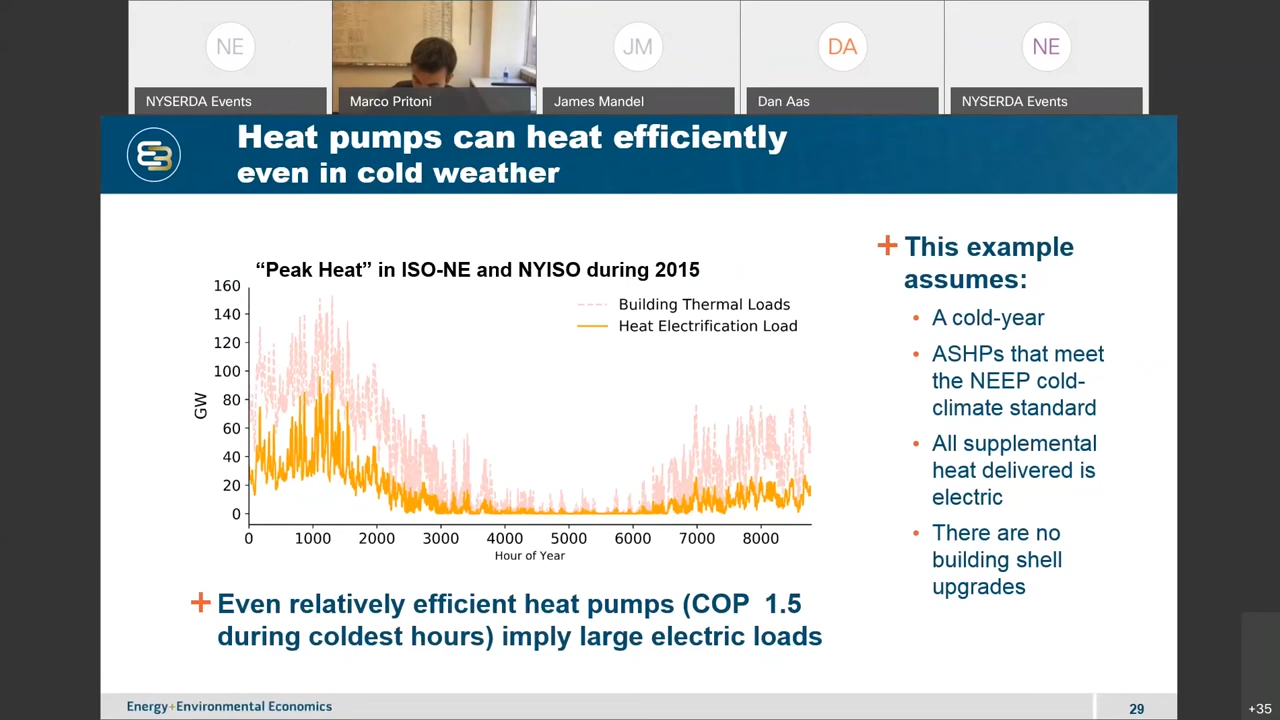 NE
JM
DA
NE
NYSERDA Events
Marco Pritoni
James Mandel
Dan Aas
NYSERDA Events
Heat pumps can heat efficiently
even in cold weather
“Peak Heat” in ISO-NE and NYISO during 2015
160
140
120
100
80
60
40
20
0
GW
Building Thermal Loads
Heat Electrification Load
0 1000 2000 3000 4000 5000 6000 7000 8000
Hour of Year
+ Even relatively efficient heat pumps (COP 1.5
during coldest hours) imply large electric loads
+ This example
assumes:
• A cold-year
• ASHPs that meet
the NEEP cold-
climate standard
• All supplemental
heat delivered is
electric
• There are no
building shell
upgrades
Energy+Environmental Economics
29
+35